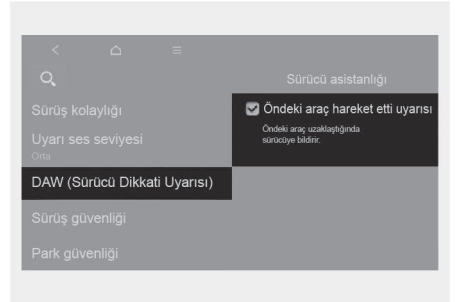 Sürücü asistanlığı
Sürüş kolaylığı
Uyarı ses seviyesi
Orta
DAW (Sürücü Dikkati Uyarısı)
Sürüş güvenliği
Park güvenliği
Öndeki araç hareket etti uyarısı
Öndeki araç uzaklaştığında
sürücüye bildirir.